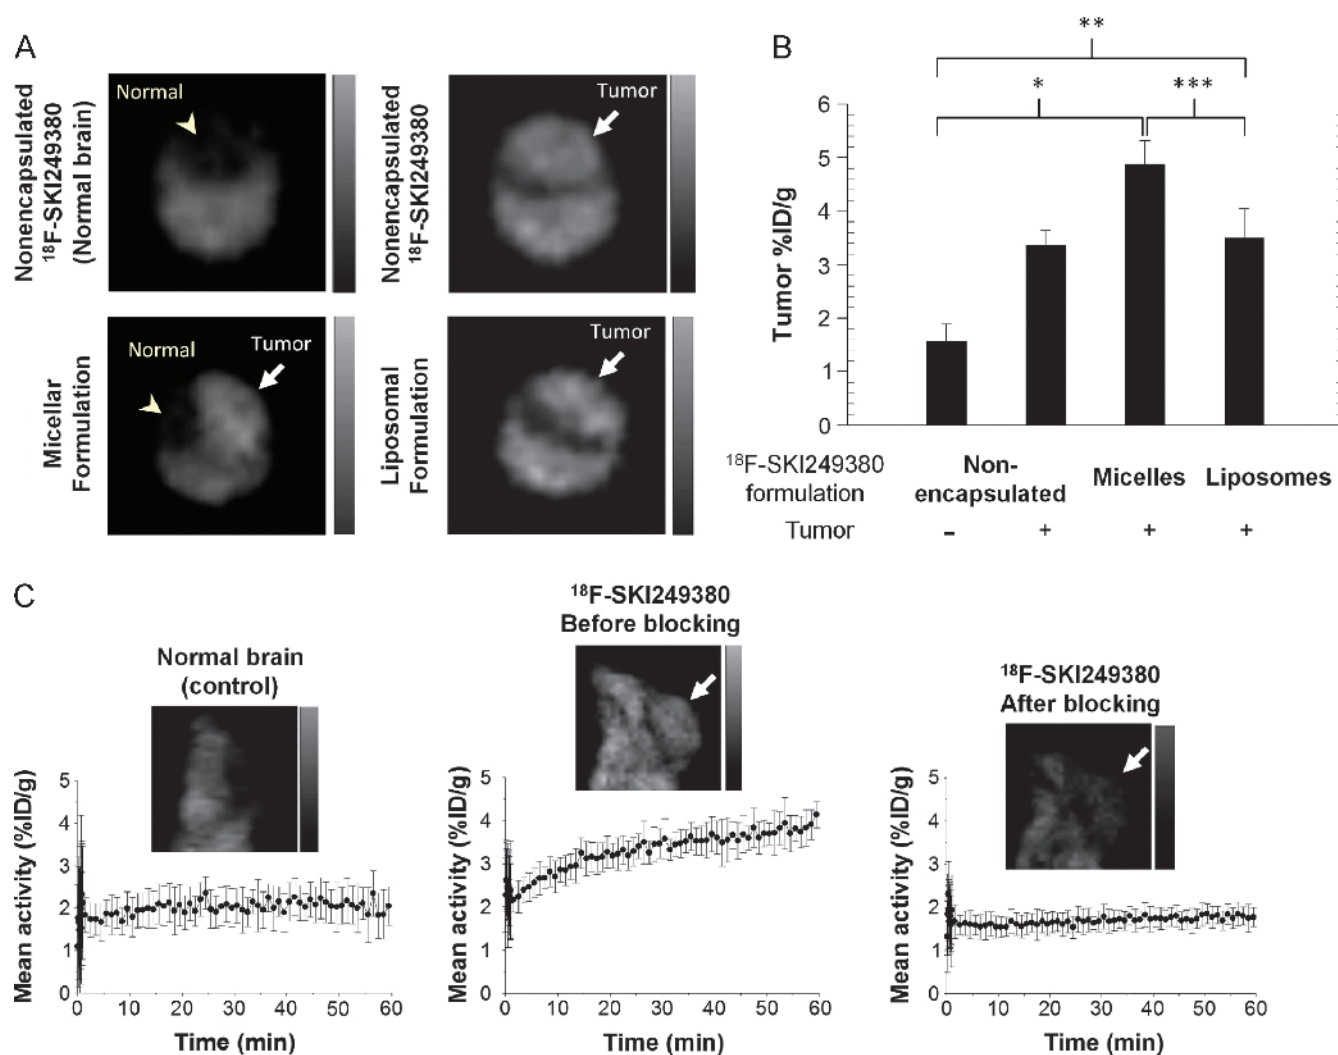 A
Nonencapsulated
¹⁸F-SKI249380
(Normal brain)
Normal
Nonencapsulated
¹⁸F-SKI249380
Tumor
Micellar
Formulation
Normal
Tumor
Liposomal
Formulation
Tumor
B
**
*
***
Tumor %ID/g
6
5
4
3
2
1
0
¹⁸F-SKI249380
formulation
Non-
encapsulated
Micelles
Liposomes
Tumor
- + + +
C
Normal brain
(control)
Mean activity (%ID/g)
5
4
3
2
1
0
0 10 20 30 40 50 60
Time (min)
¹⁸F-SKI249380
Before blocking
Mean activity (%ID/g)
5
4
3
2
1
0
0 10 20 30 40 50 60
Time (min)
¹⁸F-SKI249380
After blocking
Mean activity (%ID/g)
5
4
3
2
1
0
0 10 20 30 40 50 60
Time (min)